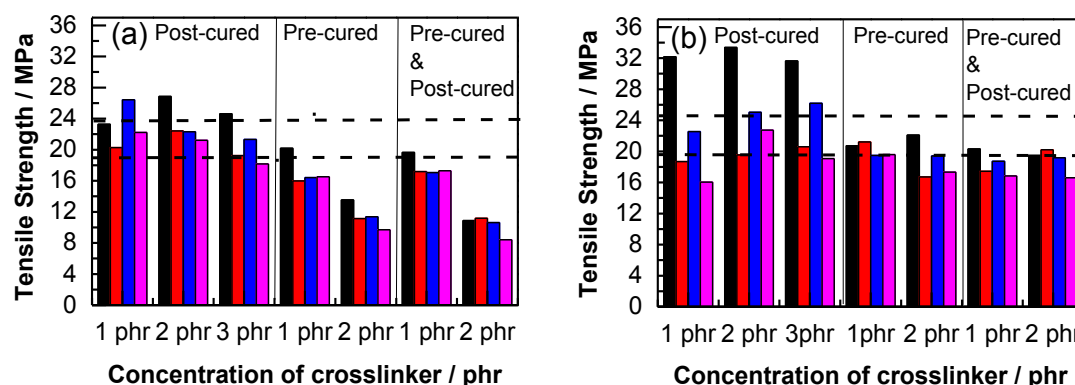 (a) Post-cured Pre-cured Pre-cured
&
Post-cured
Tensile Strength / MPa
36
32
28
24
20
16
12
8
4
0
1 phr 2 phr 3 phr 1 phr 2 phr 1 phr 2 phr
Concentration of crosslinker / phr
(b) Post-cured Pre-cured Pre-cured
&
Post-cured
Tensile Strength / MPa
36
32
28
24
20
16
12
8
4
0
1 phr 2 phr 3phr 1phr 2 phr 1 phr 2 phr
Concentration of crosslinker / phr